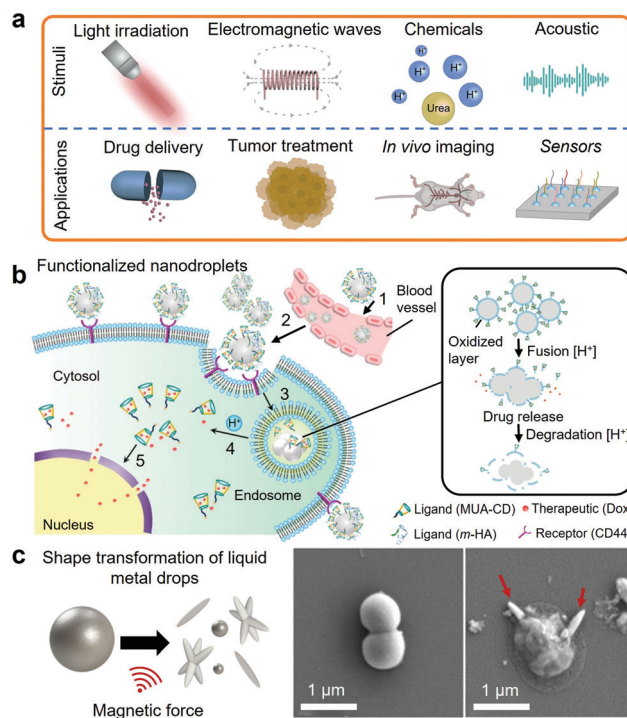 a
Light irradiation
Electromagnetic waves
Chemicals
Acoustic
Stimuli
H⁺
H⁺
H⁺
H⁺
H⁺
H⁺
Urea
Drug delivery
Tumor treatment
In vivo imaging
Sensors
Applications
b
Functionalized nanodroplets
1
2
Blood
vessel
Cytosol
3
H⁺
4
5
Endosome
Nucleus
Oxidized
layer
Fusion [H⁺]
Drug release
Degradation [H⁺]
Ligand (MUA-CD)
Therapeutic (Dox
Ligand (m-HA)
Receptor (CD44
c
Shape transformation of liquid
metal drops
Magnetic force
1 μm
1 μm